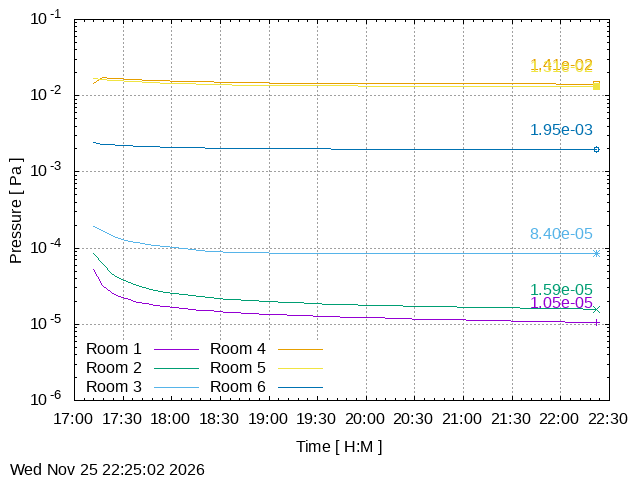 10^-1
10^-2
10^-3
10^-4
10^-5
10^-6
Pressure [ Pa ]
1.41e-02
1.95e-03
8.40e-05
1.59e-05
1.05e-05
Room 1 Room 4
Room 2 Room 5
Room 3 Room 6
17:00 17:30 18:00 18:30 19:00 19:30 20:00 20:30 21:00 21:30 22:00 22:30
Time [ H:M ]
Wed Nov 25 22:25:02 2026